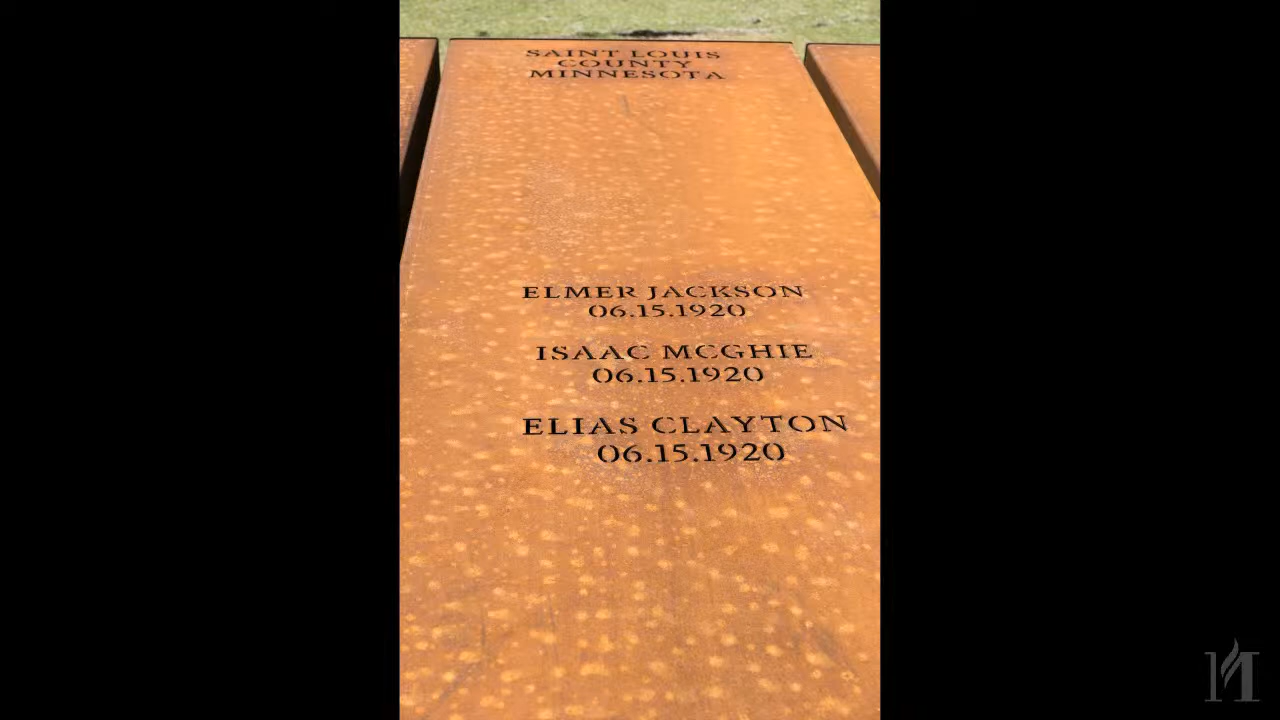 SAINT LOUIS
COUNTY
MINNESOTA
ELMER JACKSON
06.15.1920
ISAAC MCGHIE
06.15.1920
ELIAS CLAYTON
06.15.1920